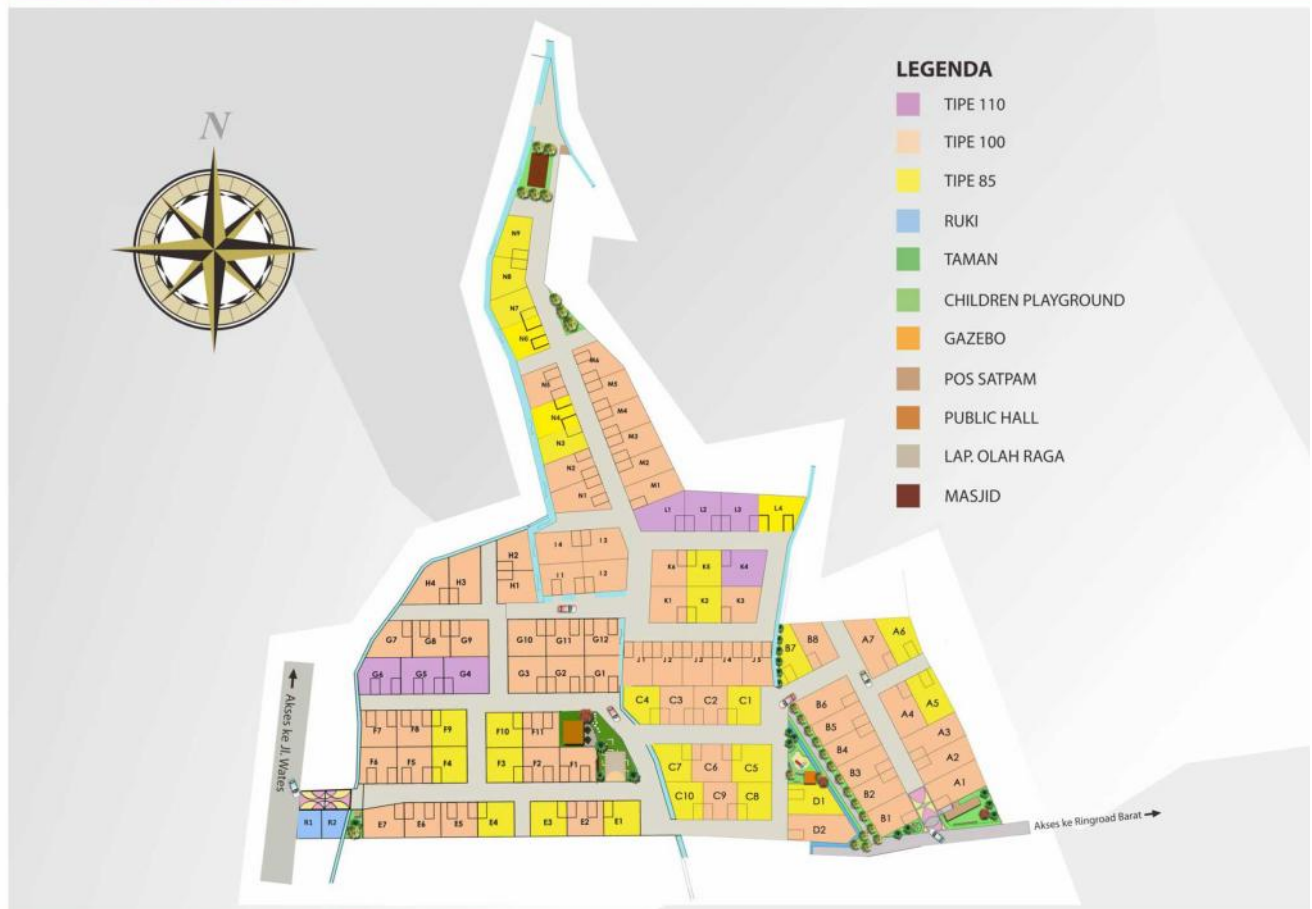 N
LEGENDA
TIPE 110
TIPE 100
TIPE 85
RUKI
TAMAN
CHILDREN PLAYGROUND
GAZEBO
POS SATPAM
PUBLIC HALL
LAP. OLAH RAGA
MASJID
N9
N8
N7
N6
M6
N5
M5
N4
M4
N3
M3
N2
M2
N1
M1
L1 L2 L3 L4
I4 I3
H2
K6 K5 K4
H4 H3
I1 I2
H1
K1 K2 K3
G7 G8 G9
G10 G11 G12
B7 B8 A7 A6
J1 J2 J3 J4 J5
G6 G5 G4
G3 G2 G1
C4 C3 C2 C1
B6 A4 A5
B5
A3
F7 F8 F9
F10 F11
B4
A2
C7 C6 C5
B3
A1
F6 F5 F4
F3 F2 F1
B2
C10 C9 C8
D1
B1
D2
R1 R2
E7 E6 E5 E4
E3 E2 E1
Akses ke Jl. Wates
Akses ke Ringroad Barat